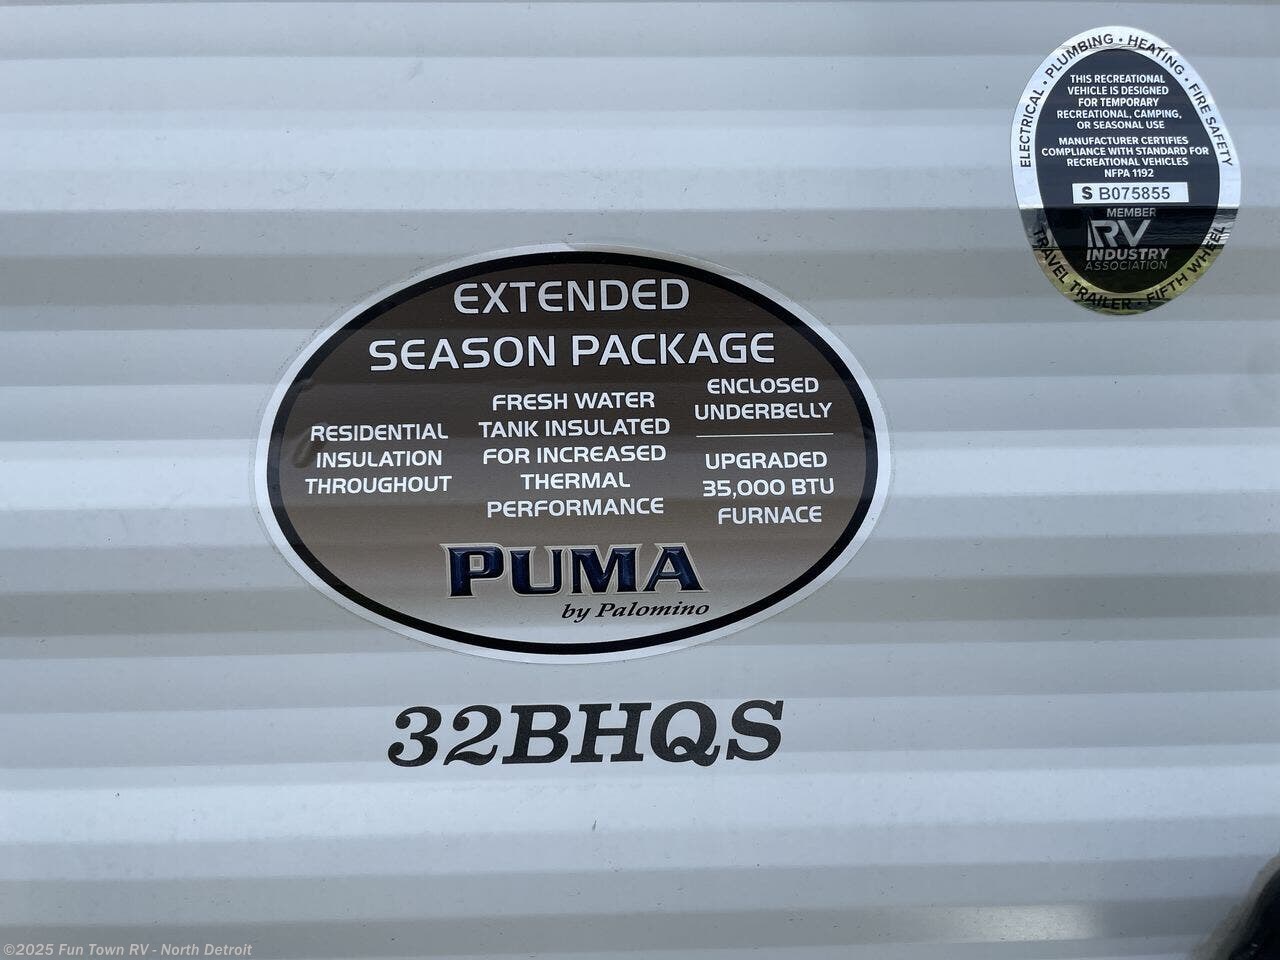 ELECTRICAL • PLUMBING • HEATING • FIRE SAFETY
THIS RECREATIONAL
VEHICLE IS DESIGNED
FOR TEMPORARY
RECREATIONAL, CAMPING,
OR SEASONAL USE
MANUFACTURER CERTIFIES
COMPLIANCE WITH STANDARD FOR
RECREATIONAL VEHICLES
NFPA 1192
S B075855
MEMBER
RV
INDUSTRY
ASSOCIATION
TRAVEL TRAILER • FIFTH WHEEL
EXTENDED
SEASON PACKAGE
RESIDENTIAL
INSULATION
THROUGHOUT
FRESH WATER
TANK INSULATED
FOR INCREASED
THERMAL
PERFORMANCE
ENCLOSED
UNDERBELLY
UPGRADED
35,000 BTU
FURNACE
PUMA
by Palomino
32BHQS
©2025 Fun Town RV - North Detroit